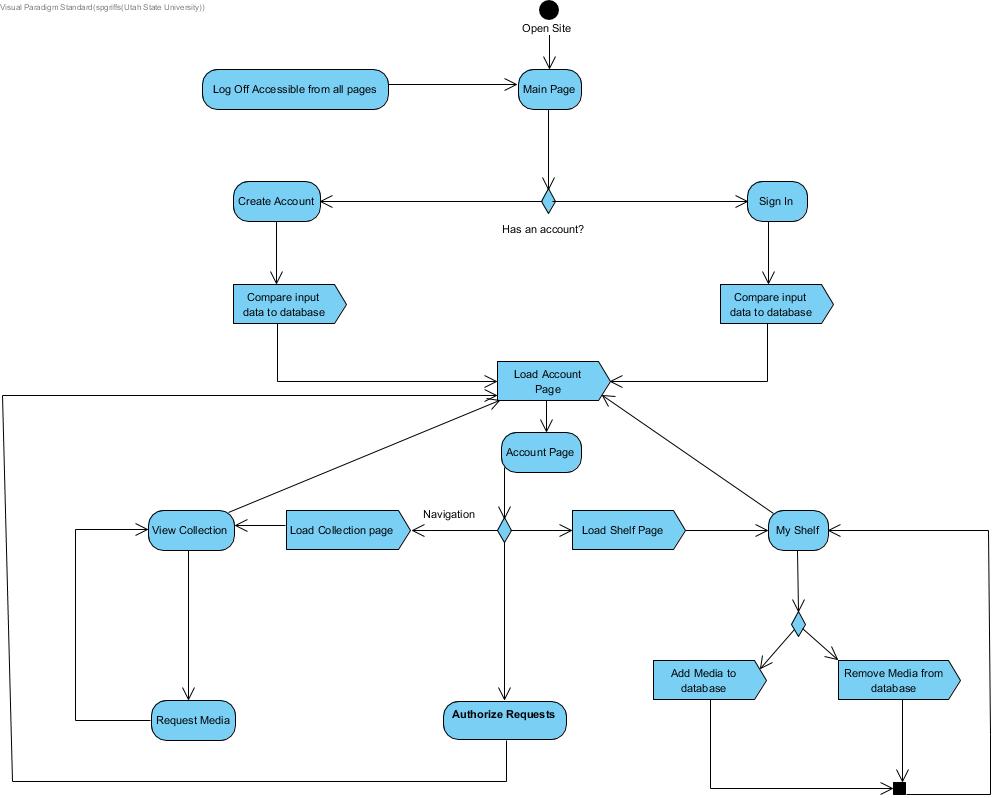 Visual Paradigm Standard(spgriffs(Utah State University))
Open Site
Log Off Accessible from all pages
Main Page
Create Account
Sign In
Has an account?
Compare input
data to database
Compare input
data to database
Load Account
Page
Account Page
Navigation
View Collection
Load Collection page
Load Shelf Page
My Shelf
Add Media to
database
Remove Media from
database
Request Media
Authorize Requests